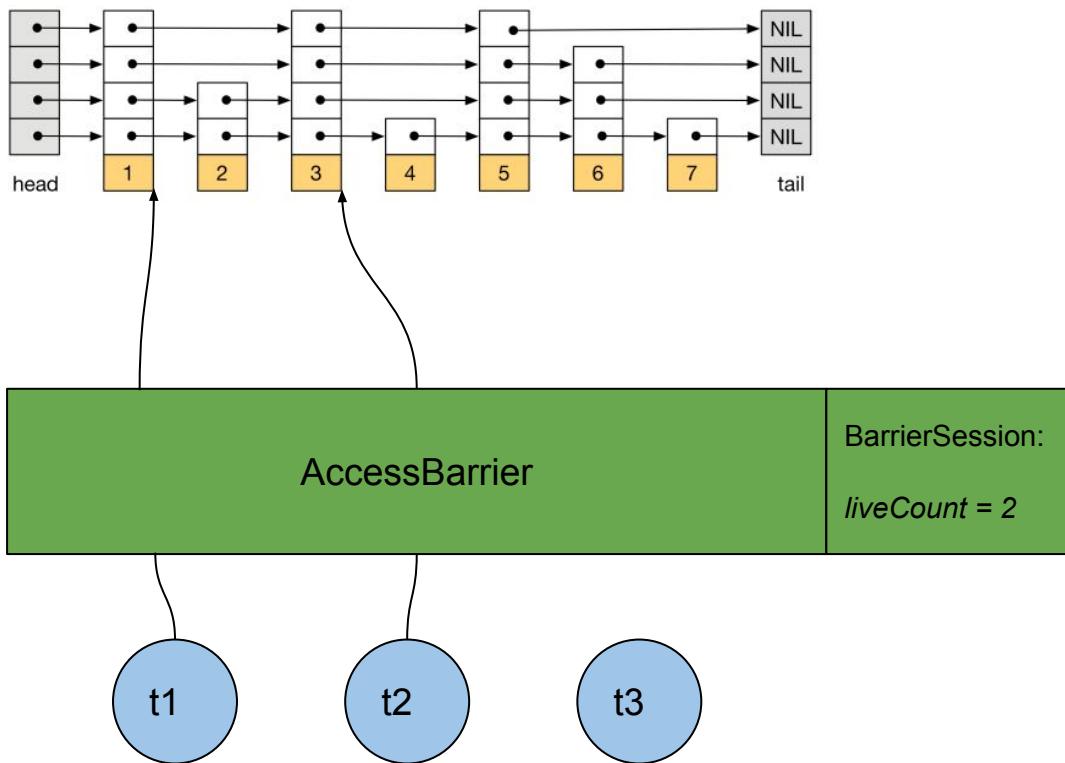 NIL
NIL
NIL
NIL
head 1 2 3 4 5 6 7 tail
AccessBarrier
BarrierSession:
liveCount = 2
t1 t2 t3